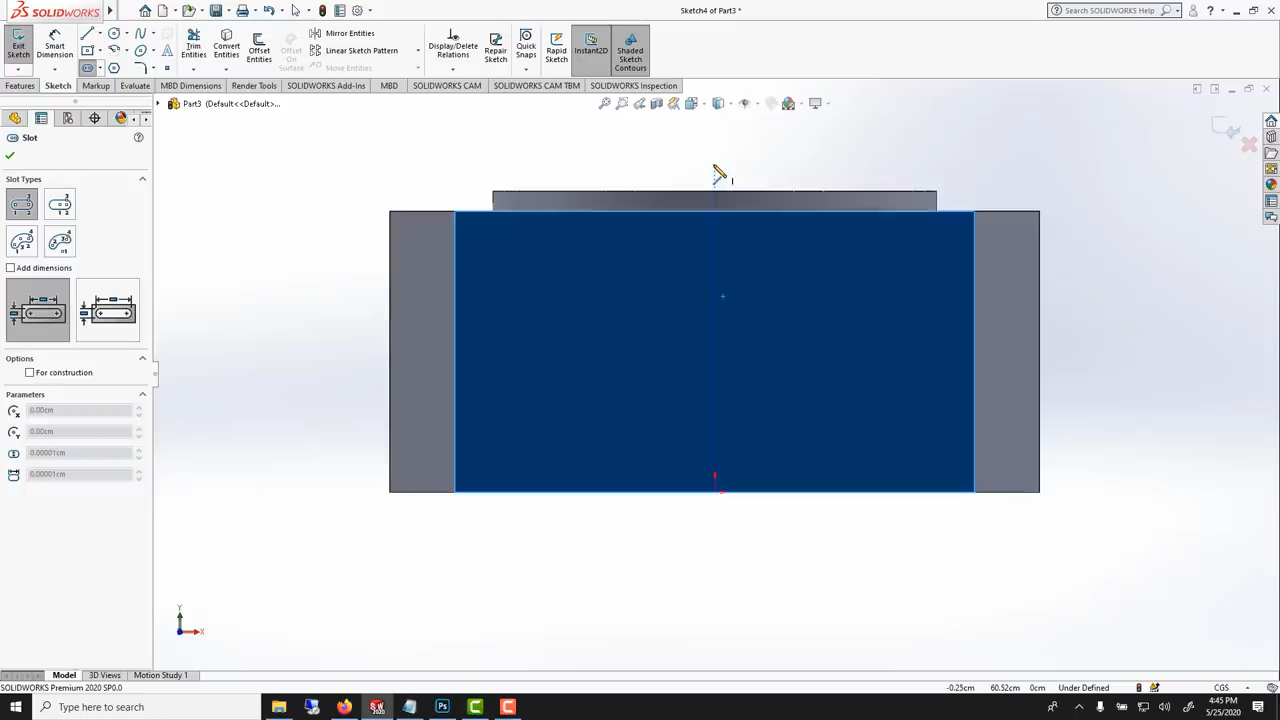 SOLIDWORKS
Sketch4 of Part3 *
Search SOLIDWORKS Help
Exit Sketch
Smart Dimension
Trim Entities
Convert Entities
Offset Entities
Offset On Surface
Mirror Entities
Linear Sketch Pattern
Move Entities
Display/Delete Relations
Repair Sketch
Quick Snaps
Rapid Sketch
Instant2D
Shaded Sketch Contours
Features Sketch Markup Evaluate MBD Dimensions Render Tools SOLIDWORKS Add-Ins MBD SOLIDWORKS CAM SOLIDWORKS CAM TBM SOLIDWORKS Inspection
Part3 (Default<<Default>...
Slot
Slot Types
Add dimensions
Options
For construction
Parameters
0.00cm
0.00cm
0.00001cm
0.00001cm
Y
X
Model 3D Views Motion Study 1
SOLIDWORKS Premium 2020 SP0.0
-0.25cm 60.52cm 0cm Under Defined CGS
Type here to search
4:45 PM
5/25/2020